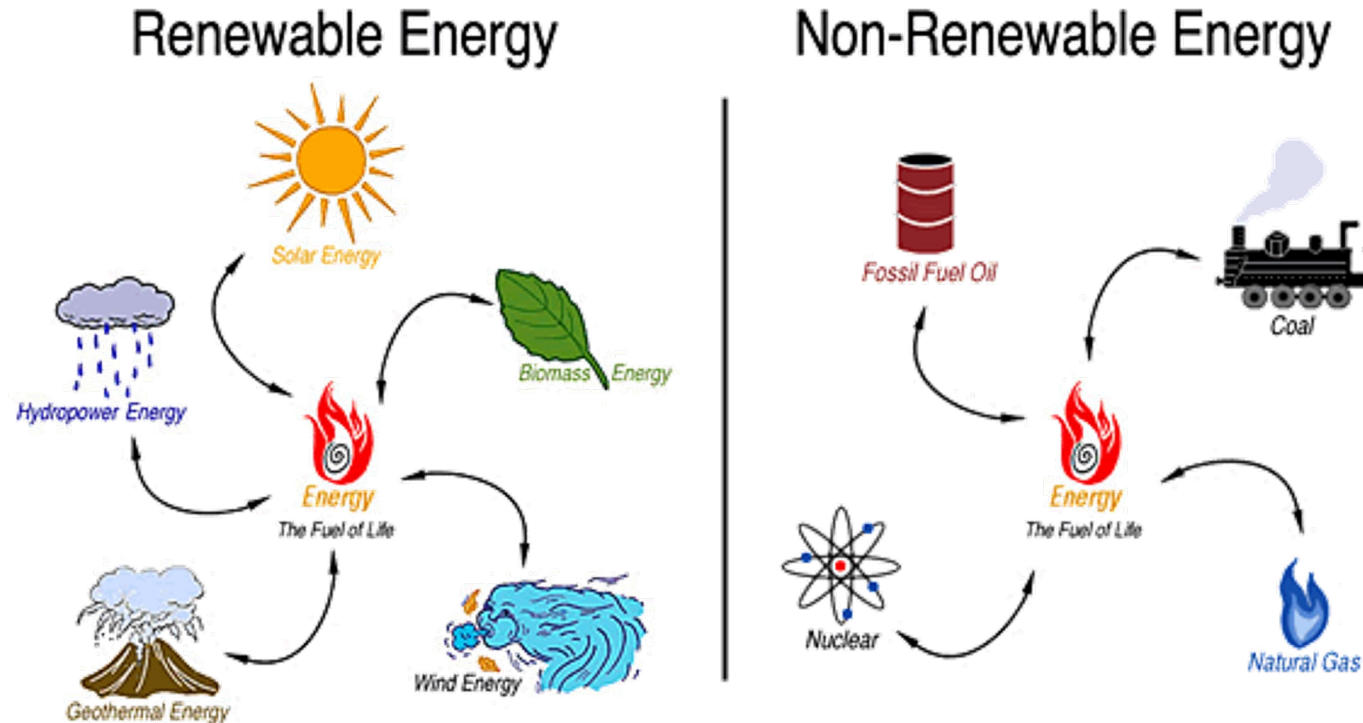 Renewable Energy
Solar Energy
Biomass Energy
Hydropower Energy
Energy
The Fuel of Life
Geothermal Energy
Wind Energy
Non-Renewable Energy
Fossil Fuel Oil
Coal
Energy
The Fuel of Life
Nuclear
Natural Gas